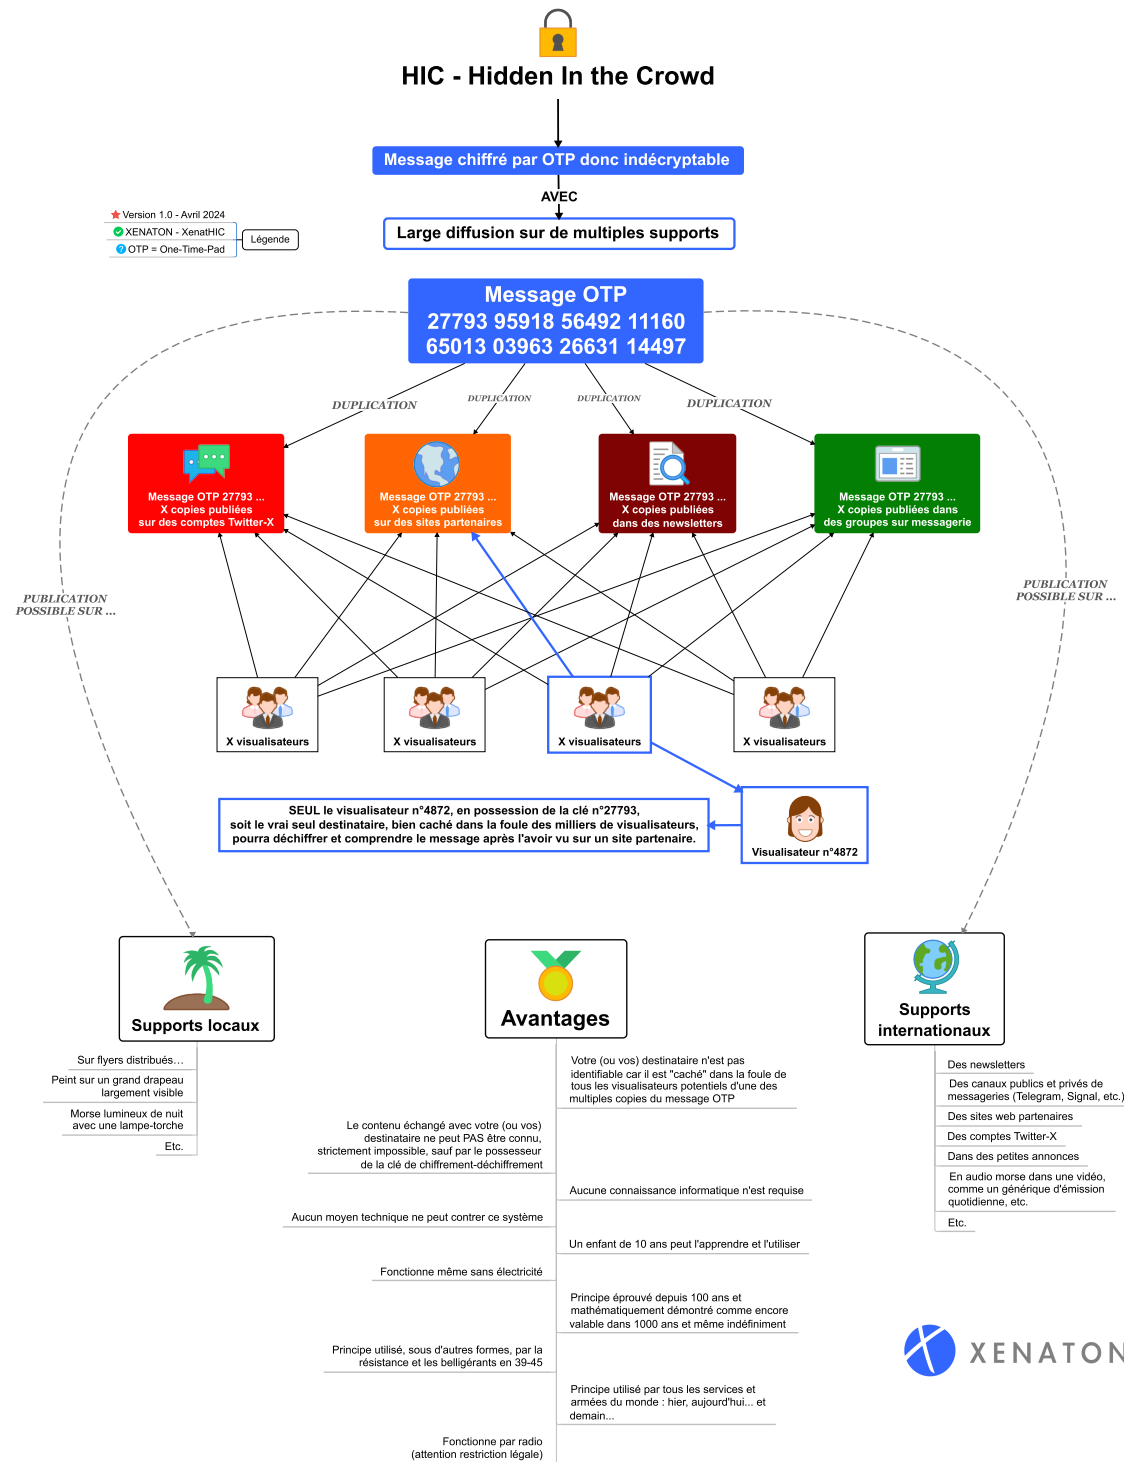 HIC - Hidden In the Crowd
Message chiffré par OTP donc indécryptable
AVEC
Large diffusion sur de multiples supports
Version 1.0 - Avril 2024
XENATON - XenatHIC
OTP = One-Time-Pad
Légende
Message OTP
27793 95918 56492 11160
65013 03963 26631 14497
DUPLICATION
DUPLICATION
DUPLICATION
DUPLICATION
Message OTP 27793 ...
X copies publiées
sur des comptes Twitter-X
Message OTP 27793 ...
X copies publiées
sur des sites partenaires
Message OTP 27793 ...
X copies publiées
dans des newsletters
Message OTP 27793 ...
X copies publiées dans
des groupes sur messagerie
PUBLICATION
POSSIBLE SUR ...
PUBLICATION
POSSIBLE SUR ...
X visualisateurs
X visualisateurs
X visualisateurs
X visualisateurs
SEUL le visualisateur n°4872, en possession de la clé n°27793,
soit le vrai seul destinataire, bien caché dans la foule des milliers de visualisateurs,
pourra déchiffrer et comprendre le message après l'avoir vu sur un site partenaire.
Visualisateur n°4872
Supports locaux
Sur flyers distribués...
Peint sur un grand drapeau
largement visible
Morse lumineux de nuit
avec une lampe-torche
Etc.
Avantages
Votre (ou vos) destinataire n'est pas
identifiable car il est "caché" dans la foule de
tous les visualisateurs potentiels d'une des
multiples copies du message OTP
Le contenu échangé avec votre (ou vos)
destinataire ne peut PAS être connu,
strictement impossible, sauf par le possesseur
de la clé de chiffrement-déchiffrement
Aucune connaissance informatique n'est requise
Aucun moyen technique ne peut contrer ce système
Un enfant de 10 ans peut l'apprendre et l'utiliser
Fonctionne même sans électricité
Principe éprouvé depuis 100 ans et
mathématiquement démontré comme encore
valable dans 1000 ans et même indéfiniment
Principe utilisé, sous d'autres formes, par la
résistance et les belligérants en 39-45
Principe utilisé par tous les services et
armées du monde : hier, aujourd'hui... et
demain...
Fonctionne par radio
(attention restriction légale)
Supports
internationaux
Des newsletters
Des canaux publics et privés de
messageries (Telegram, Signal, etc.)
Des sites web partenaires
Des comptes Twitter-X
Dans des petites annonces
En audio morse dans une vidéo,
comme un générique d'émission
quotidienne, etc.
Etc.
XENATON